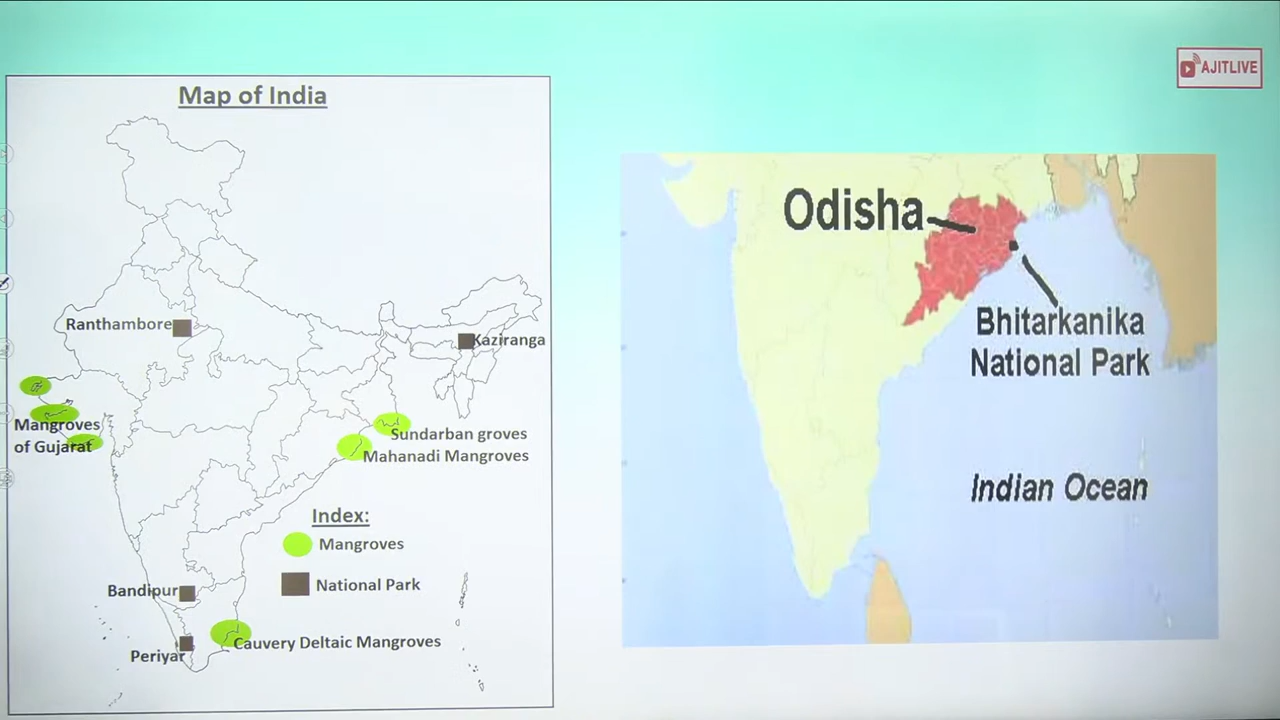 Map of India
Ranthambore
Kaziranga
Mangroves
of Gujarat
Sundarban groves
Mahanadi Mangroves
Index:
Mangroves
National Park
Bandipur
Cauvery Deltaic Mangroves
Periyar
AJITLIVE
Odisha
Bhitarkanika
National Park
Indian Ocean